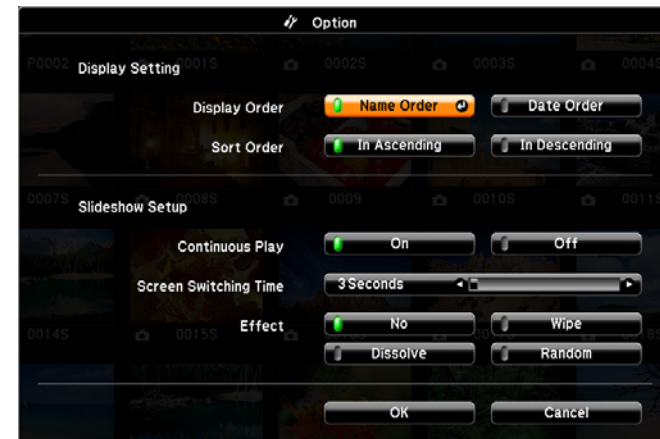 Option
P0002 0001S 0002S 0003S 0004S
Display Setting
Display Order Name Order Date Order
Sort Order In Ascending In Descending
0007S 0008S 0009 0010S 0011S
Slideshow Setup
Continuous Play On Off
Screen Switching Time 3Seconds
Effect No Wipe
0014S 0015S
Dissolve Random
OK Cancel